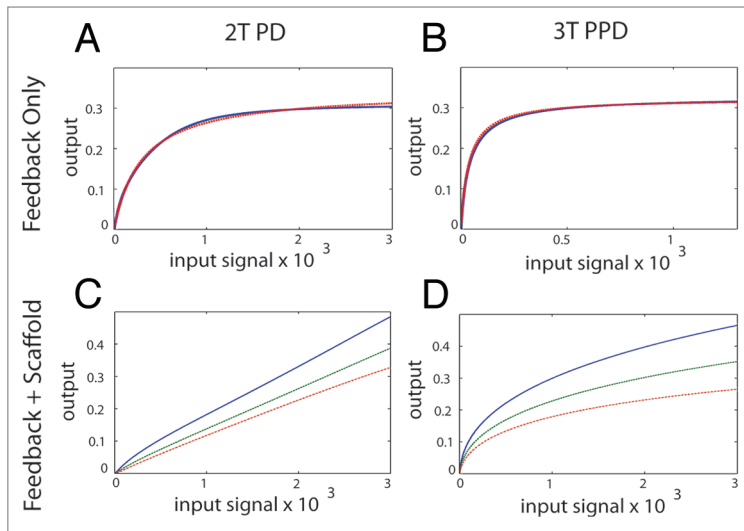 A
2T PD
B
3T PPD
Feedback Only
output
0.3
0.2
0.1
0
0
1
2
3
input signal x 10 3
output
0.3
0.2
0.1
0
0
0.5
1
input signal x 10 3
C
D
Feedback + Scaffold
output
0.4
0.3
0.2
0.1
0
0
1
2
3
input signal x 10 3
output
0.4
0.3
0.2
0.1
0
0
1
2
3
input signal x 10 3